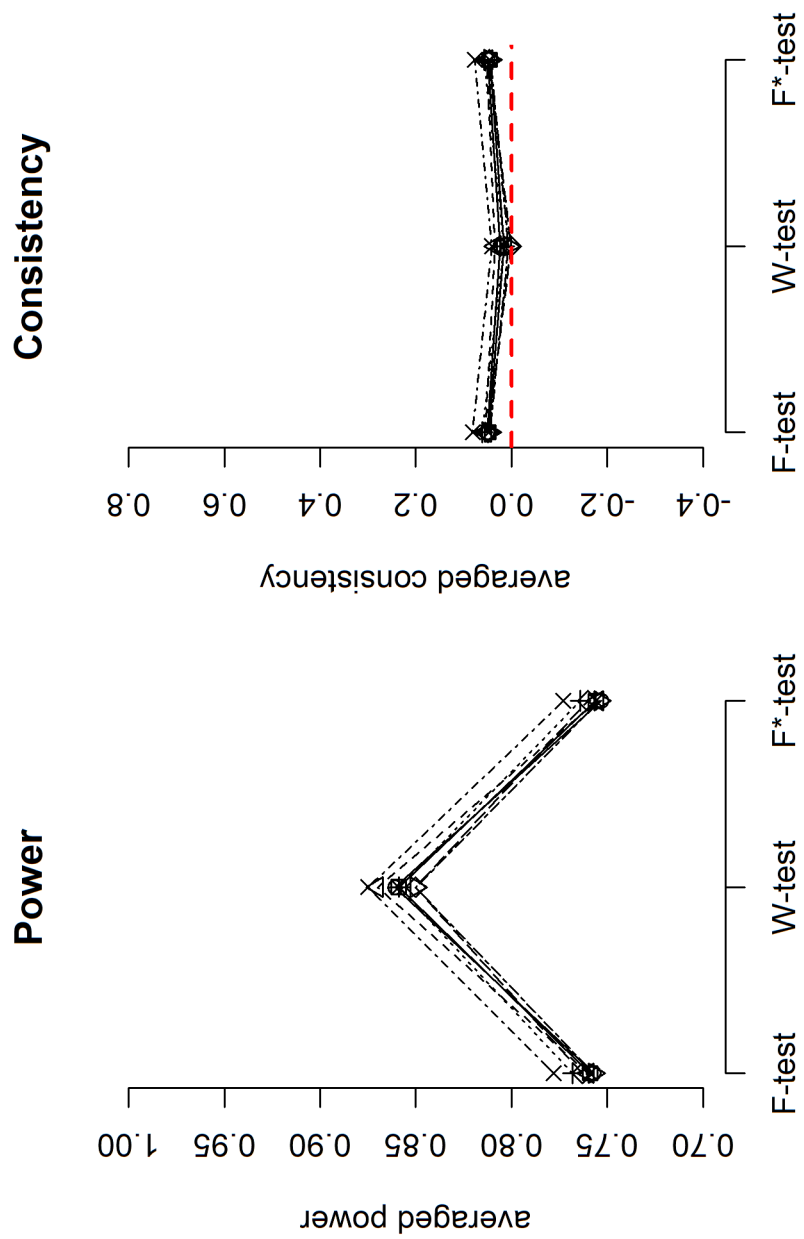 Power
averaged power
1.00
0.95
0.90
0.85
0.80
0.75
0.70
F-test
W-test
F*-test
Consistency
averaged consistency
0.8
0.6
0.4
0.2
0.0
-0.2
-0.4
F-test
W-test
F*-test